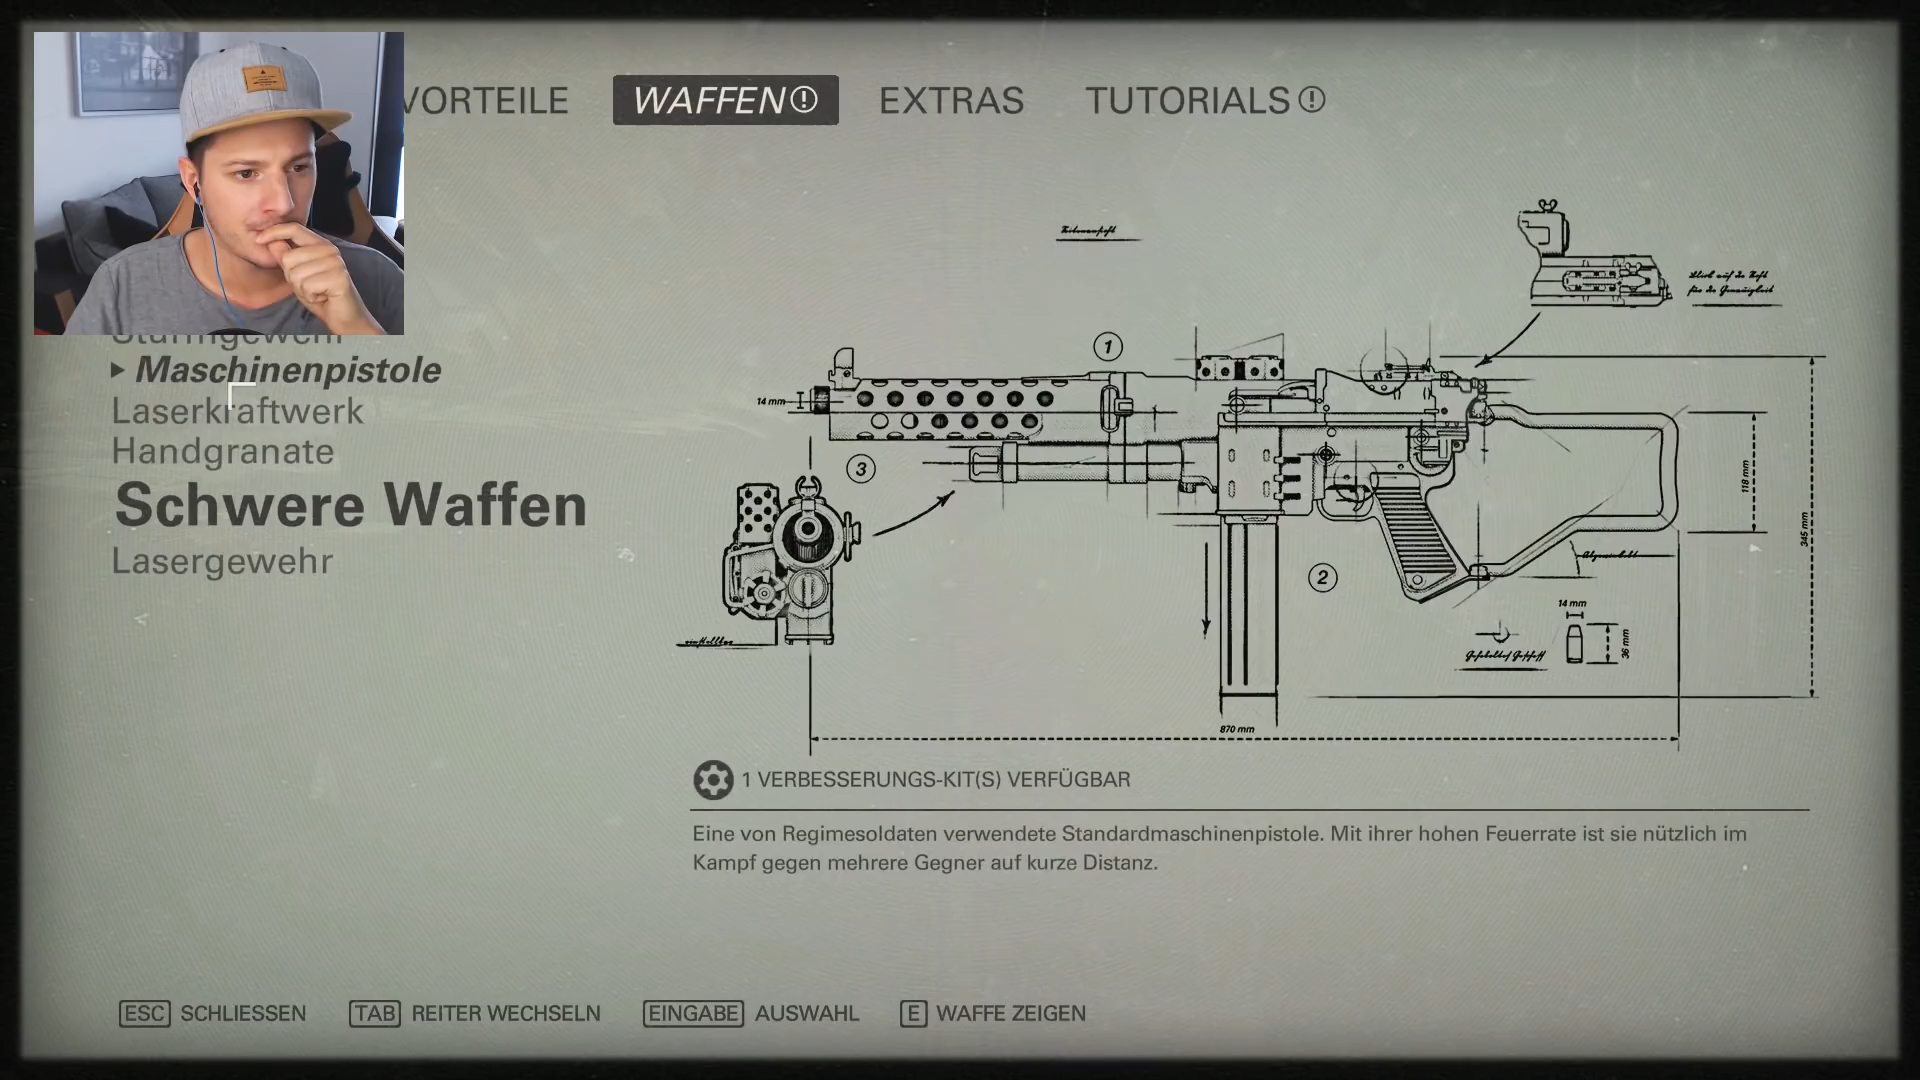 VORTEILE WAFFEN EXTRAS TUTORIALS
Sturmgewehr
Maschinenpistole
Laserkraftwerk
Handgranate
Schwere Waffen
Lasergewehr
1
14 mm
3
118 mm
345 mm
2
14 mm
36 mm
870 mm
1 VERBESSERUNGS-KIT(S) VERFÜGBAR
Eine von Regimesoldaten verwendete Standardmaschinenpistole. Mit ihrer hohen Feuerrate ist sie nützlich im
Kampf gegen mehrere Gegner auf kurze Distanz.
ESC SCHLIESSEN TAB REITER WECHSELN EINGABE AUSWAHL E WAFFE ZEIGEN